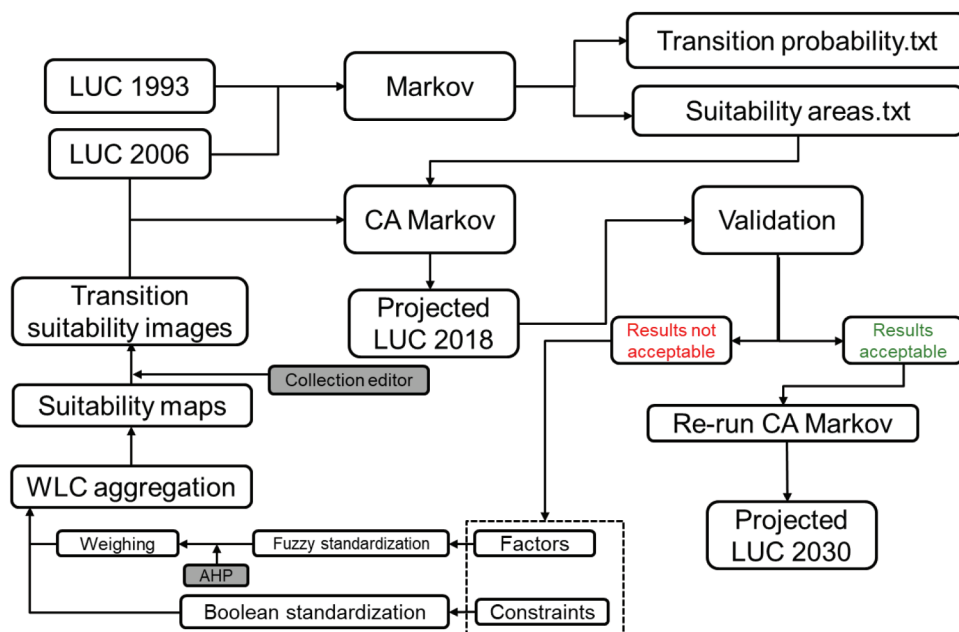 Transition probability.txt
LUC 1993
Markov
Suitability areas.txt
LUC 2006
CA Markov
Validation
Transition
suitability images
Projected
LUC 2018
Results not
acceptable
Results
acceptable
Collection editor
Suitability maps
Re-run CA Markov
WLC aggregation
Projected
LUC 2030
Weighing
Fuzzy standardization
Factors
AHP
Boolean standardization
Constraints